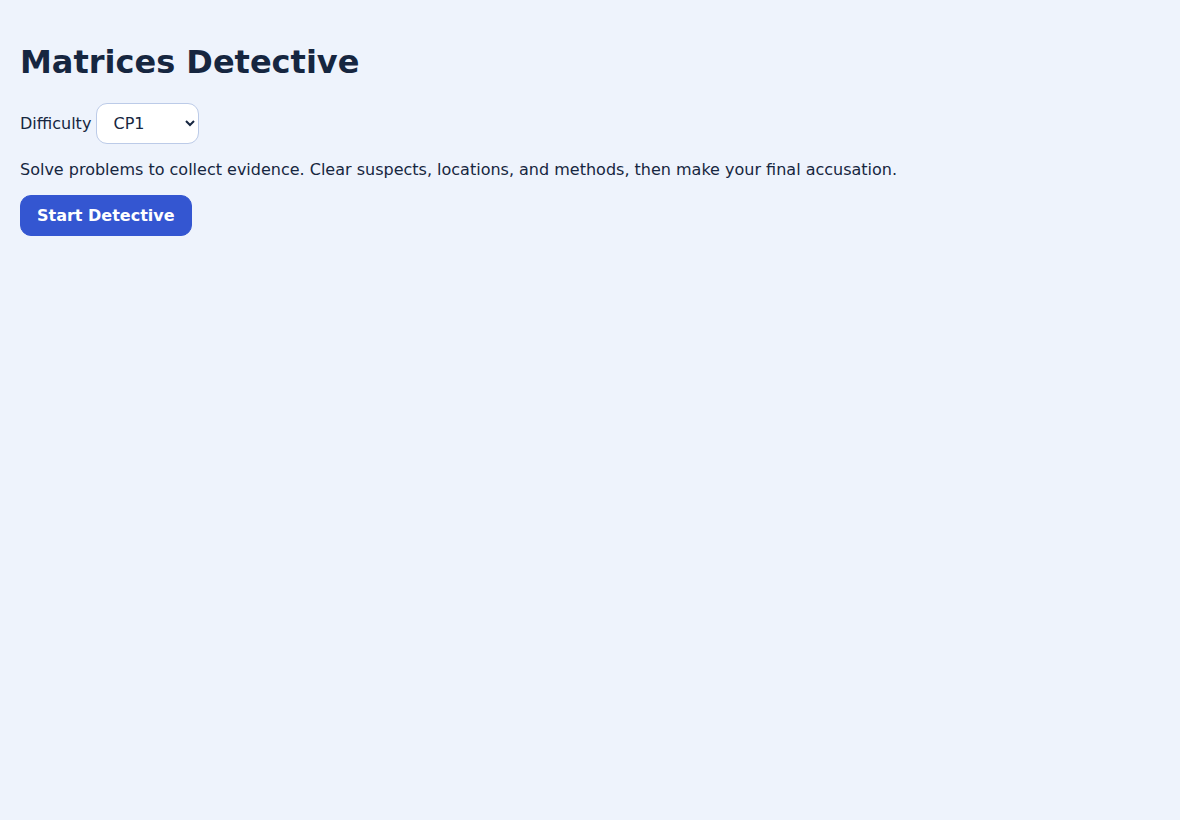 Matrices Detective
Difficulty CP1
Solve problems to collect evidence. Clear suspects, locations, and methods, then make your final accusation.
Start Detective